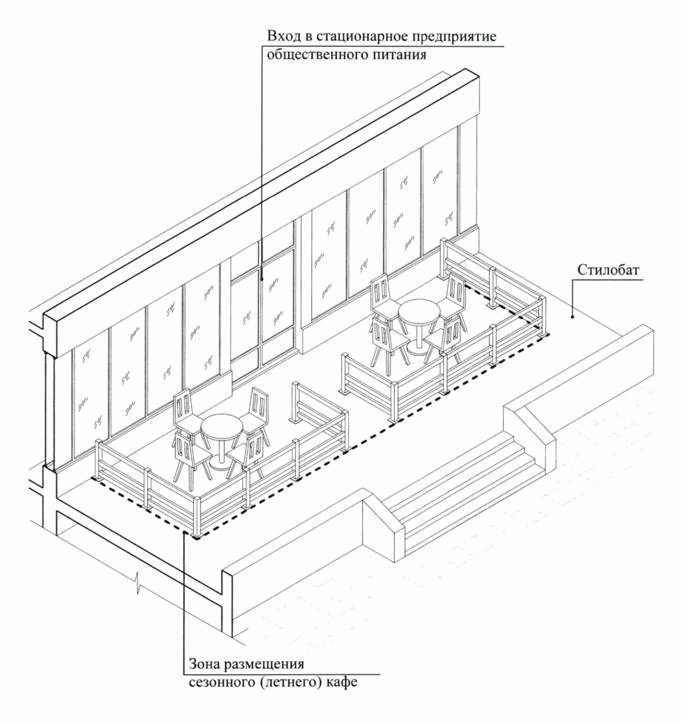 Вход в стационарное предприятие
общественного питания
Стилобат
Зона размещения
сезонного (летнего) кафе